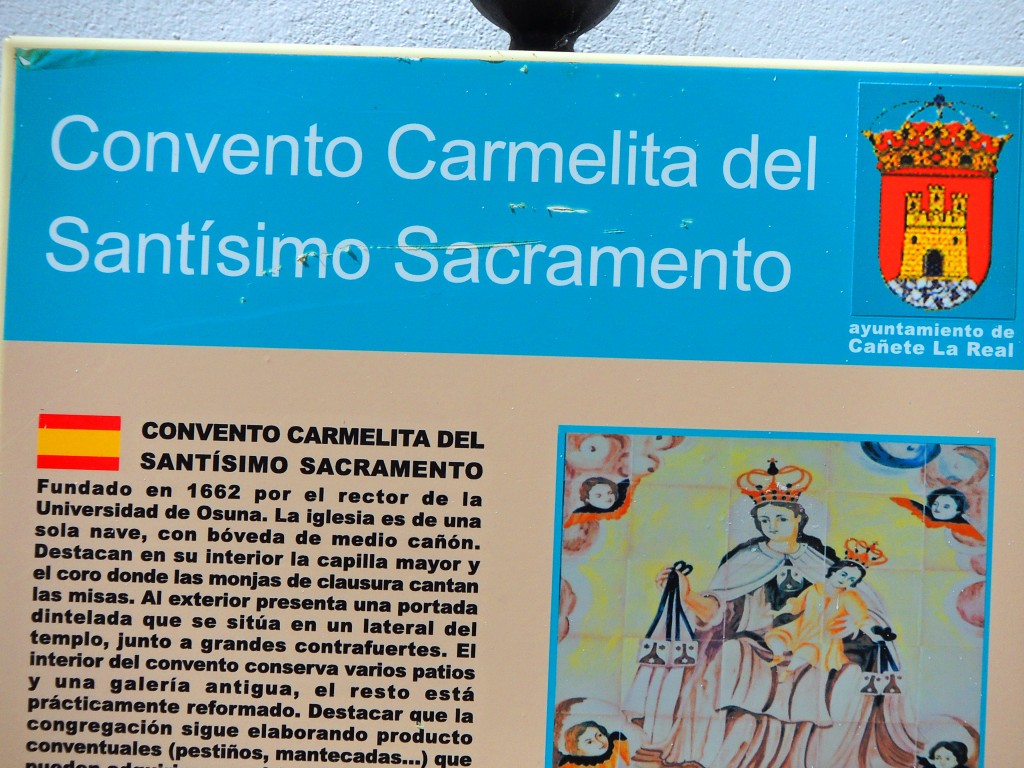 Convento Carmelita del
Santísimo Sacramento
ayuntamiento de
Cañete La Real
CONVENTO CARMELITA DEL
SANTÍSIMO SACRAMENTO
Fundado en 1662 por el rector de la
Universidad de Osuna. La iglesia es de una
sola nave, con bóveda de medio cañón.
Destacan en su interior la capilla mayor y
el coro donde las monjas de clausura cantan
las misas. Al exterior presenta una portada
dintelada que se sitúa en un lateral del
templo, junto a grandes contrafuertes. El
interior del convento conserva varios patios
y una galería antigua, el resto está
prácticamente reformado. Destacar que la
congregación sigue elaborando producto
conventuales (pestiños, mantecadas...) que